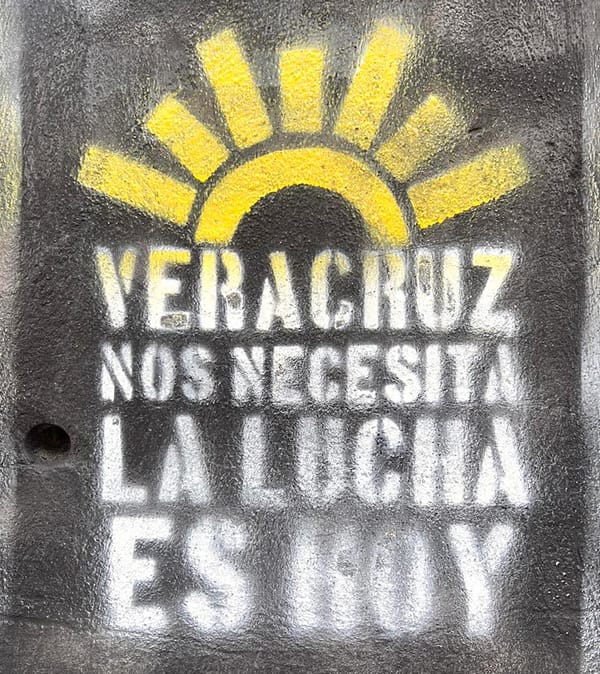 VERACRUZ
NOS NECESITA
LA LUCHA
ES HOY